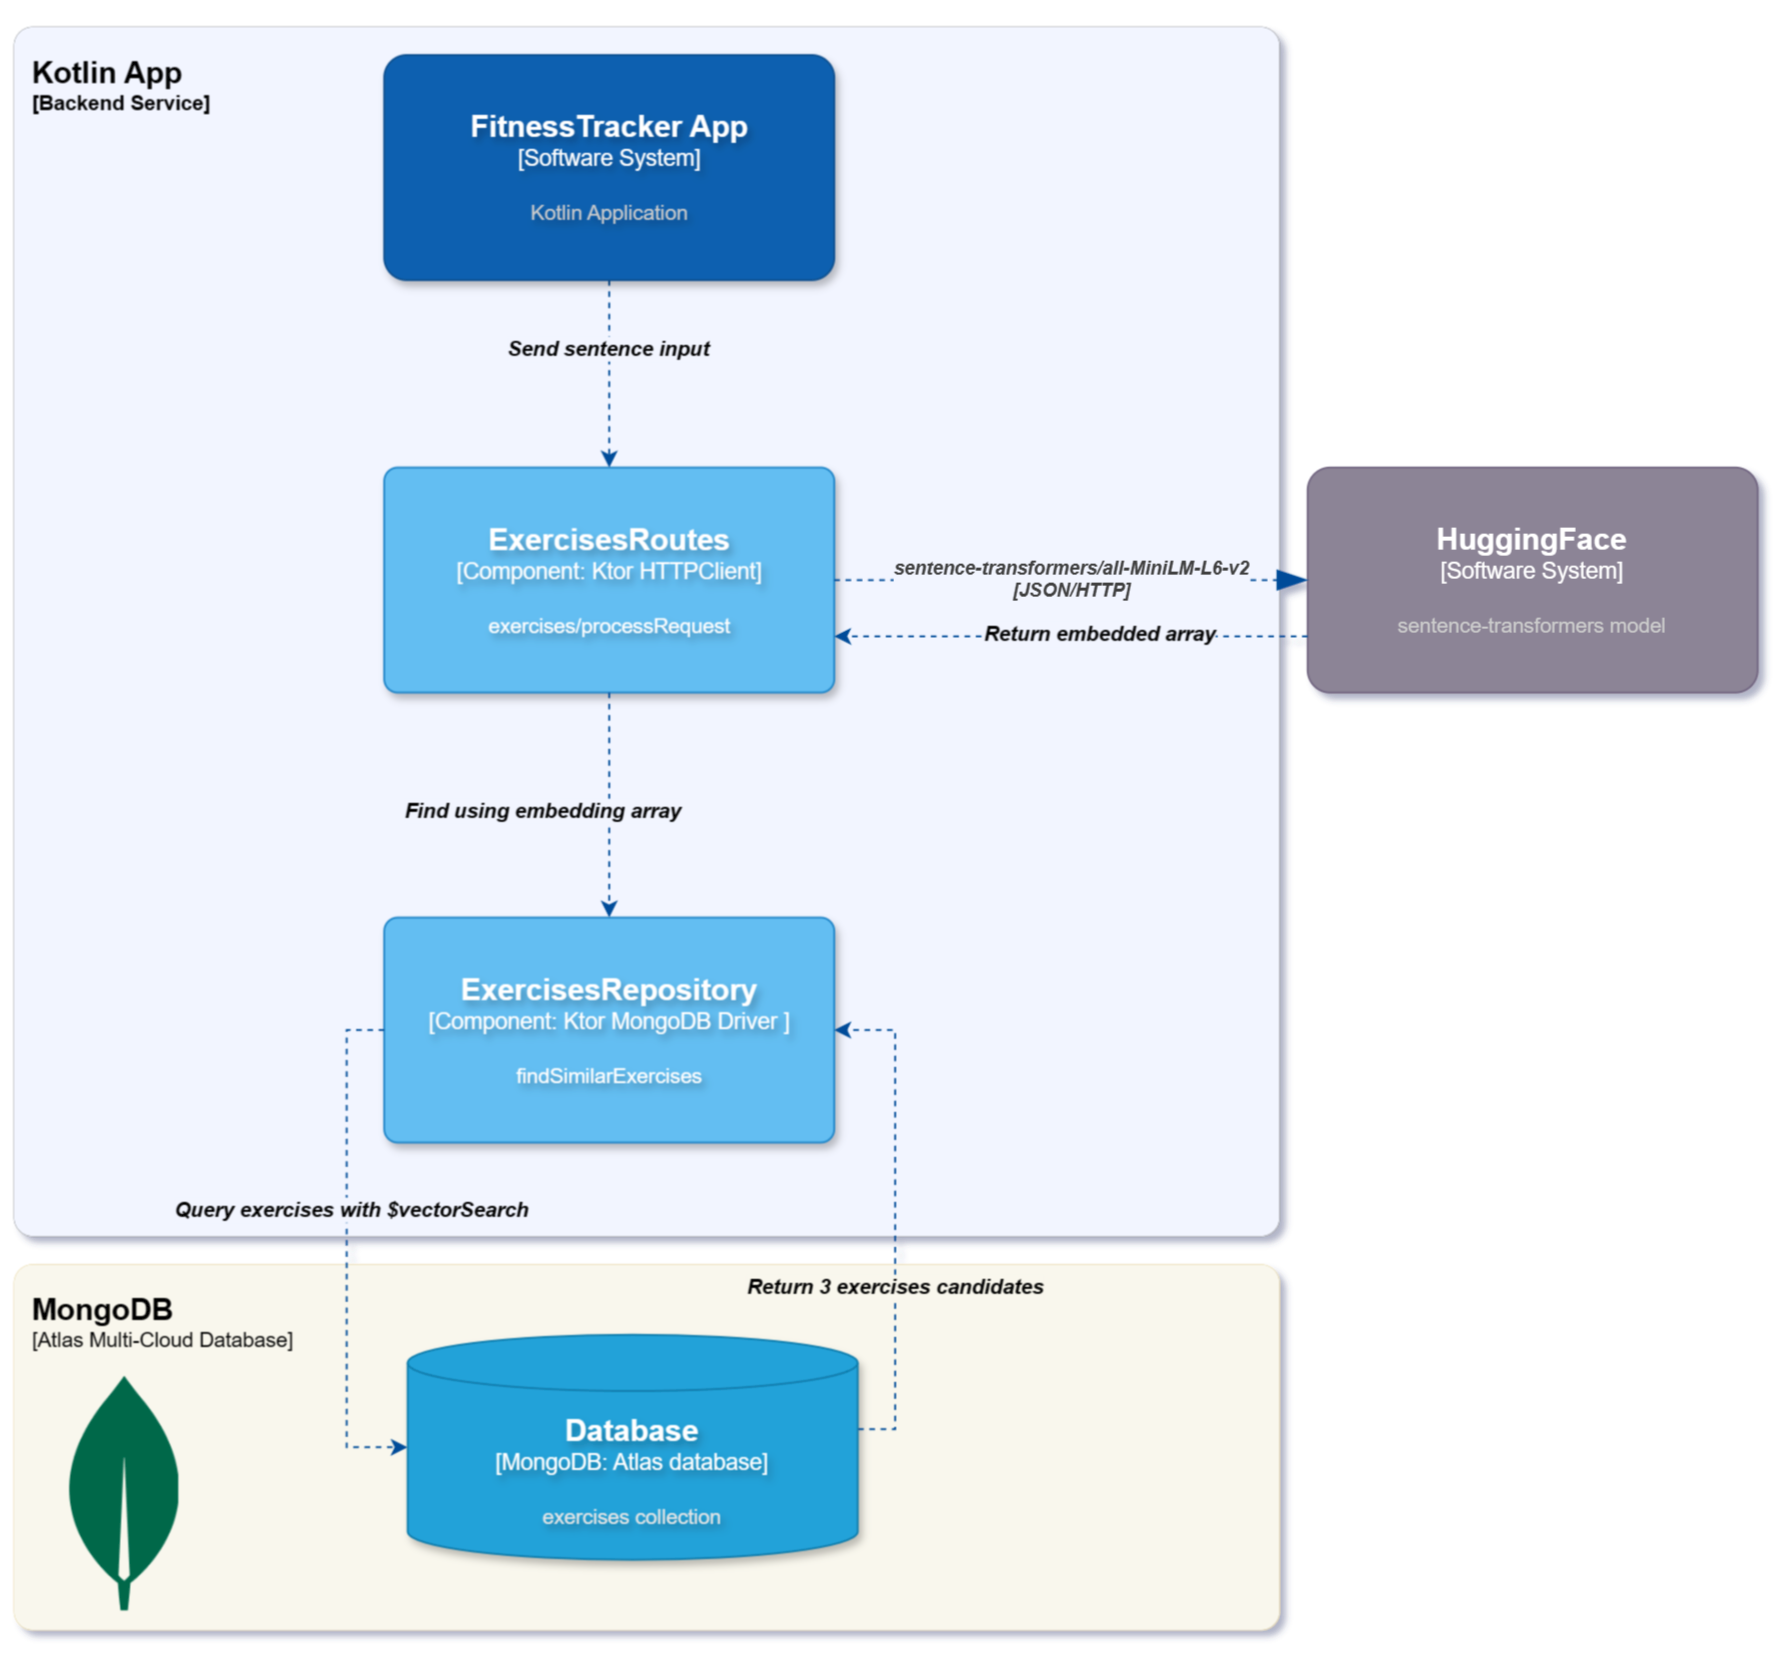 Kotlin App
[Backend Service]
FitnessTracker App
[Software System]
Kotlin Application
Send sentence input
ExercisesRoutes
[Component: Ktor HTTPClient]
exercises/processRequest
sentence-transformers/all-MiniLM-L6-v2
[JSON/HTTP]
Return embedded array
HuggingFace
[Software System]
sentence-transformers model
Find using embedding array
ExercisesRepository
[Component: Ktor MongoDB Driver ]
findSimilarExercises
Query exercises with $vectorSearch
Return 3 exercises candidates
MongoDB
[Atlas Multi-Cloud Database]
Database
[MongoDB: Atlas database]
exercises collection